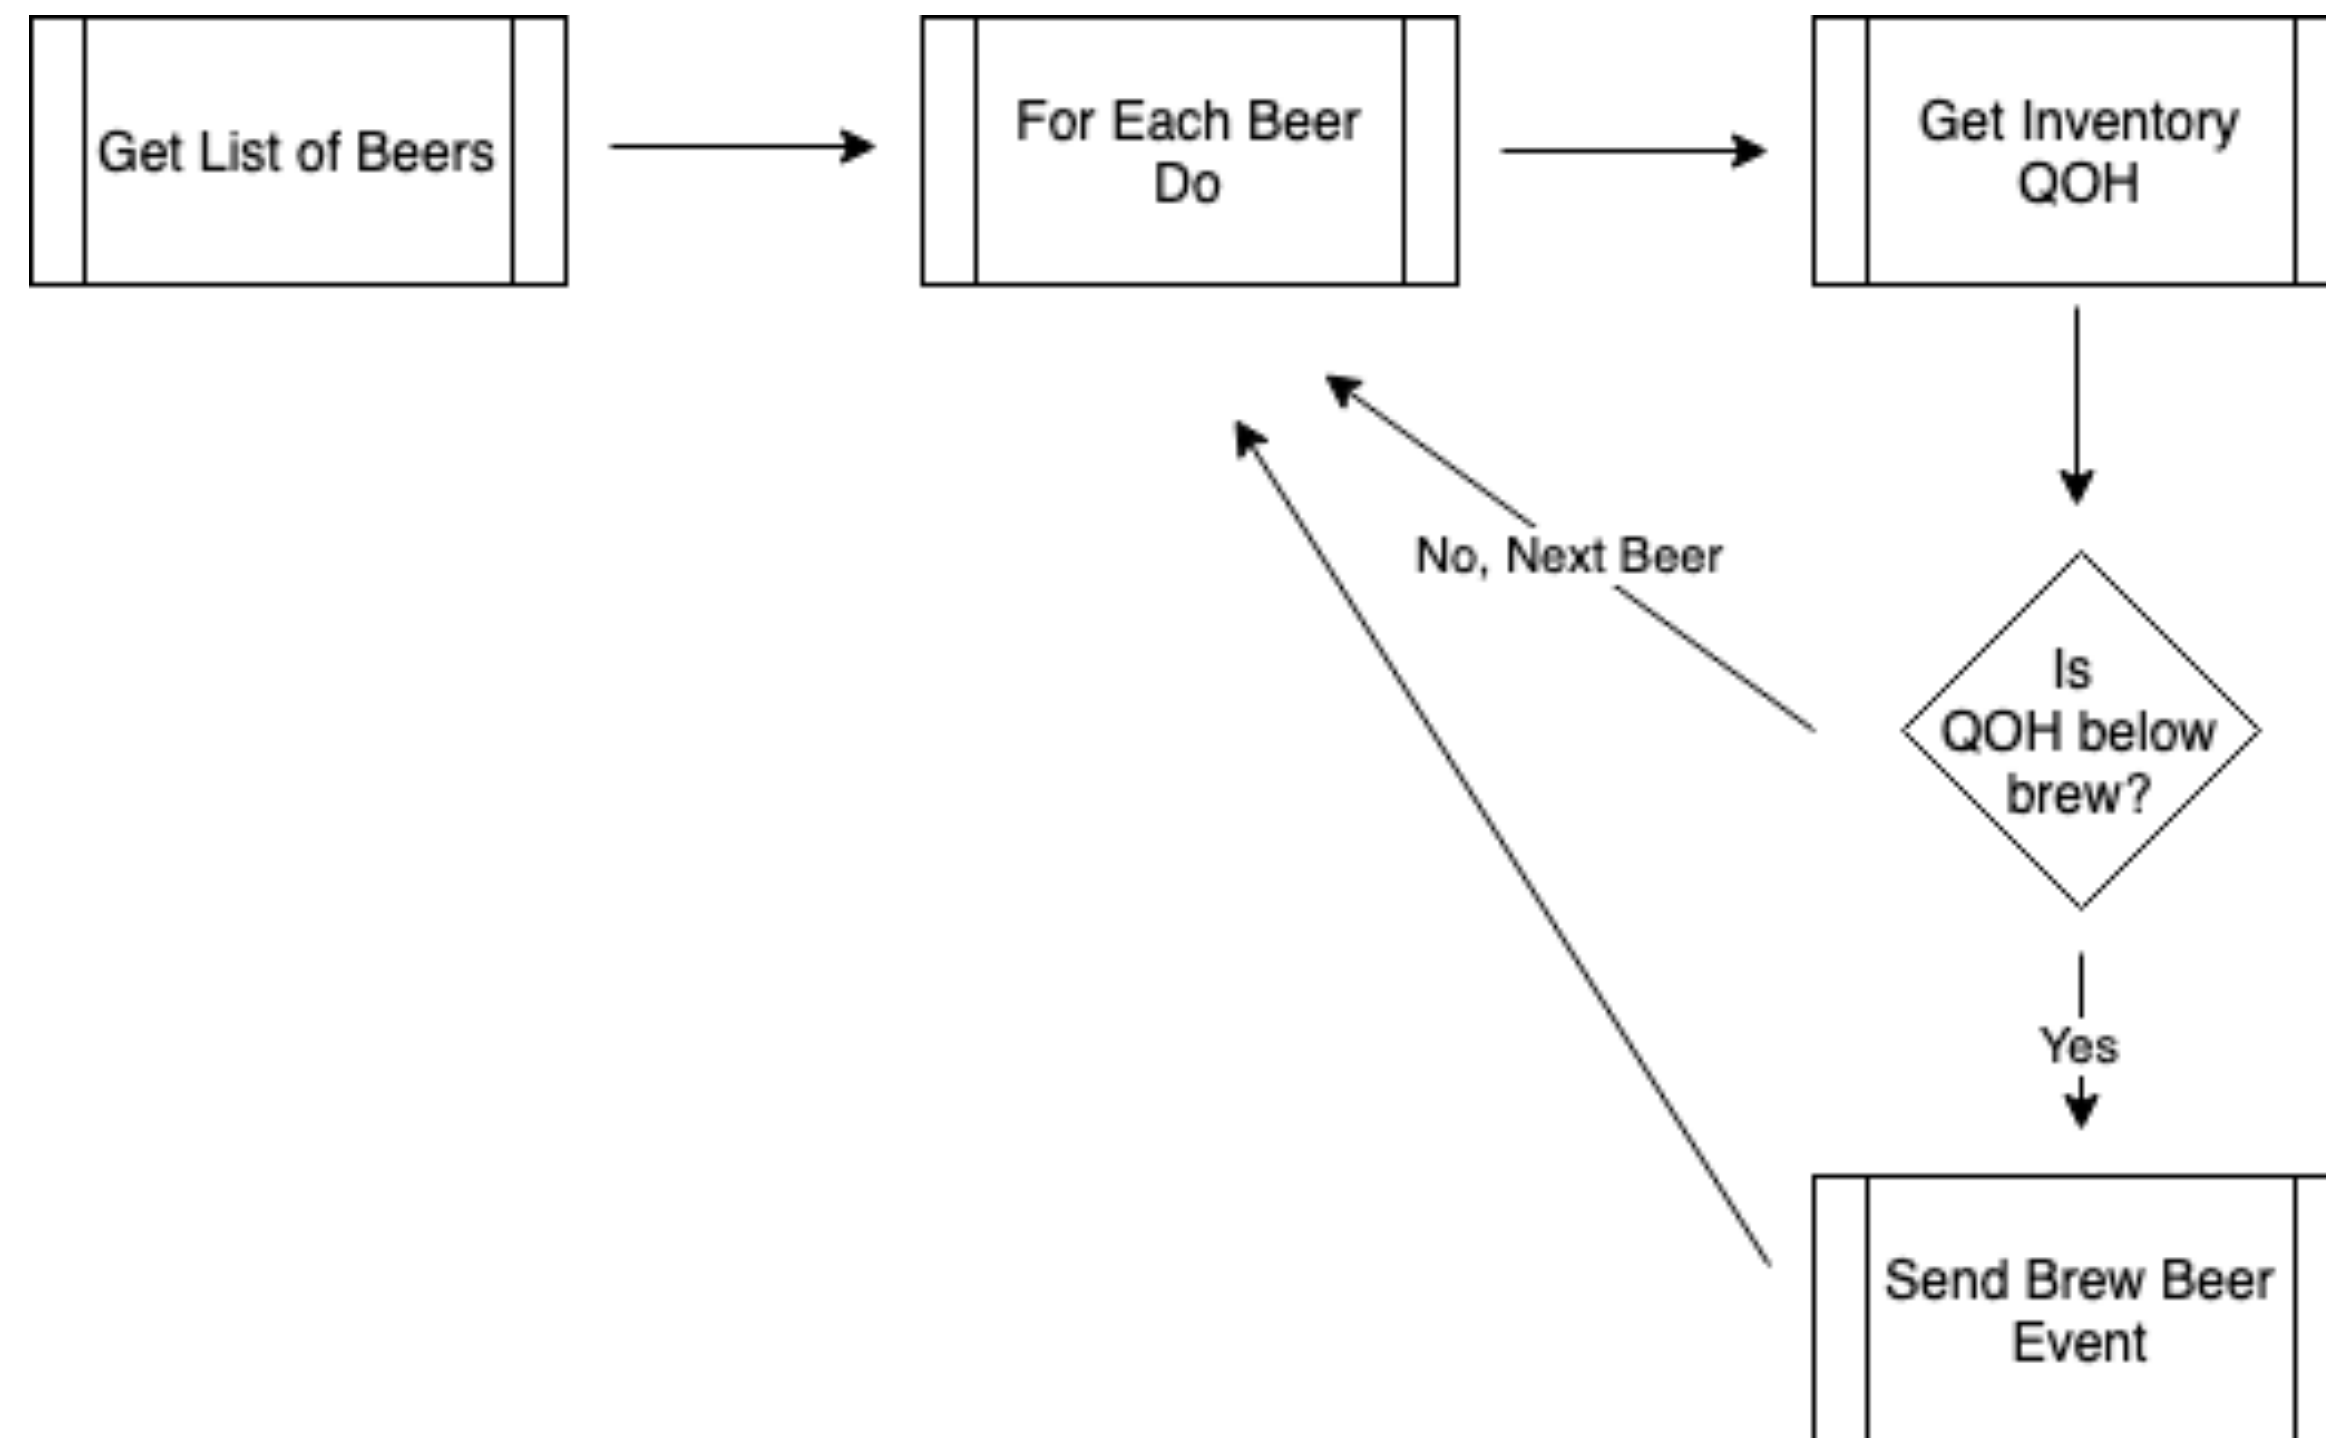 Get List of Beers
For Each Beer
Do
Get Inventory
QOH
No, Next Beer
Is
QOH below
brew?
Yes
Send Brew Beer
Event